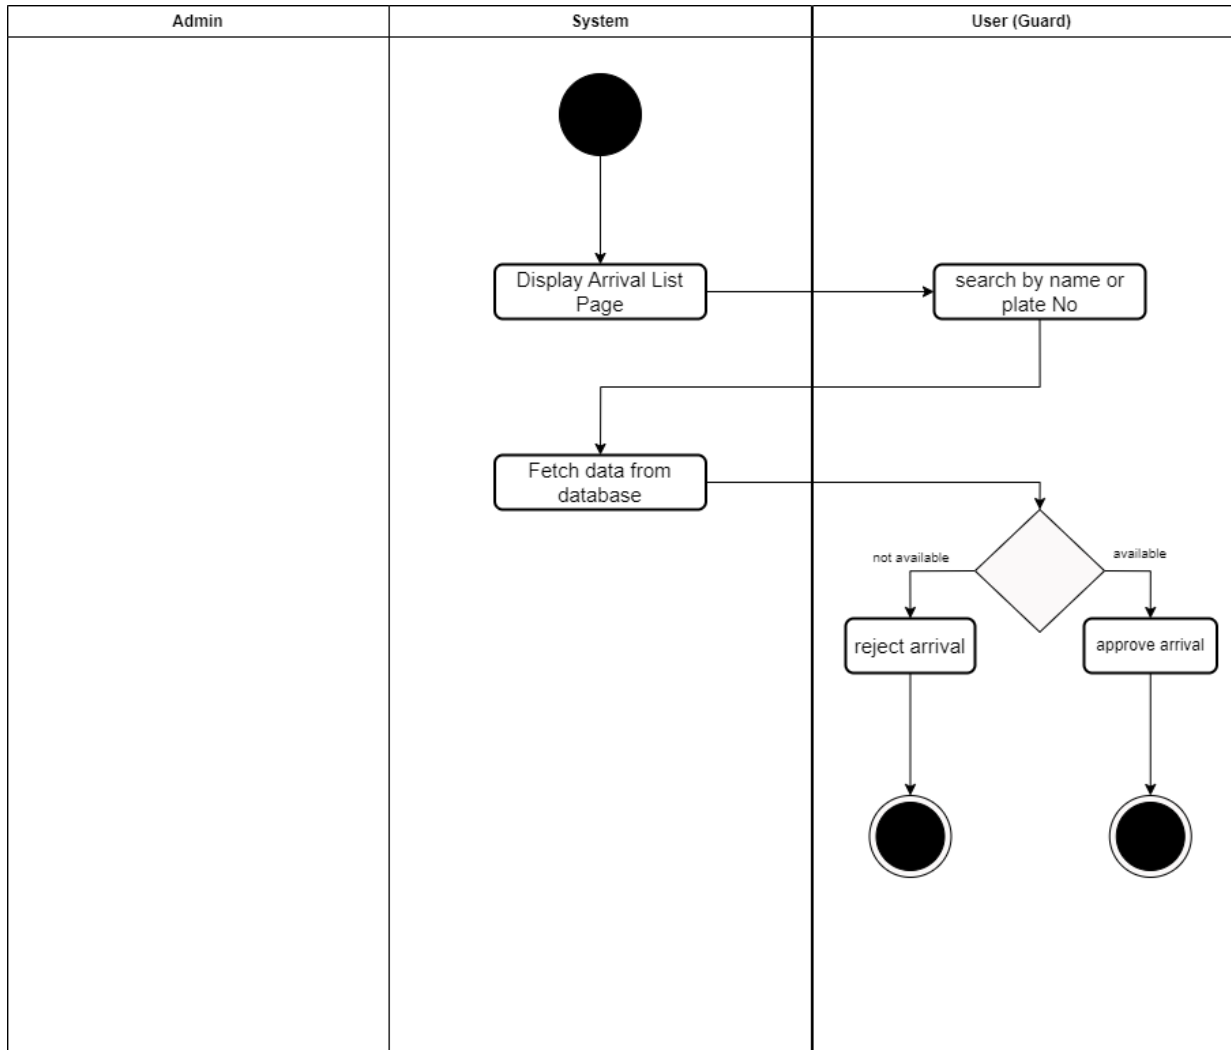 Admin
System
User (Guard)
Display Arrival List
Page
search by name or
plate No
Fetch data from
database
not available
available
reject arrival
approve arrival